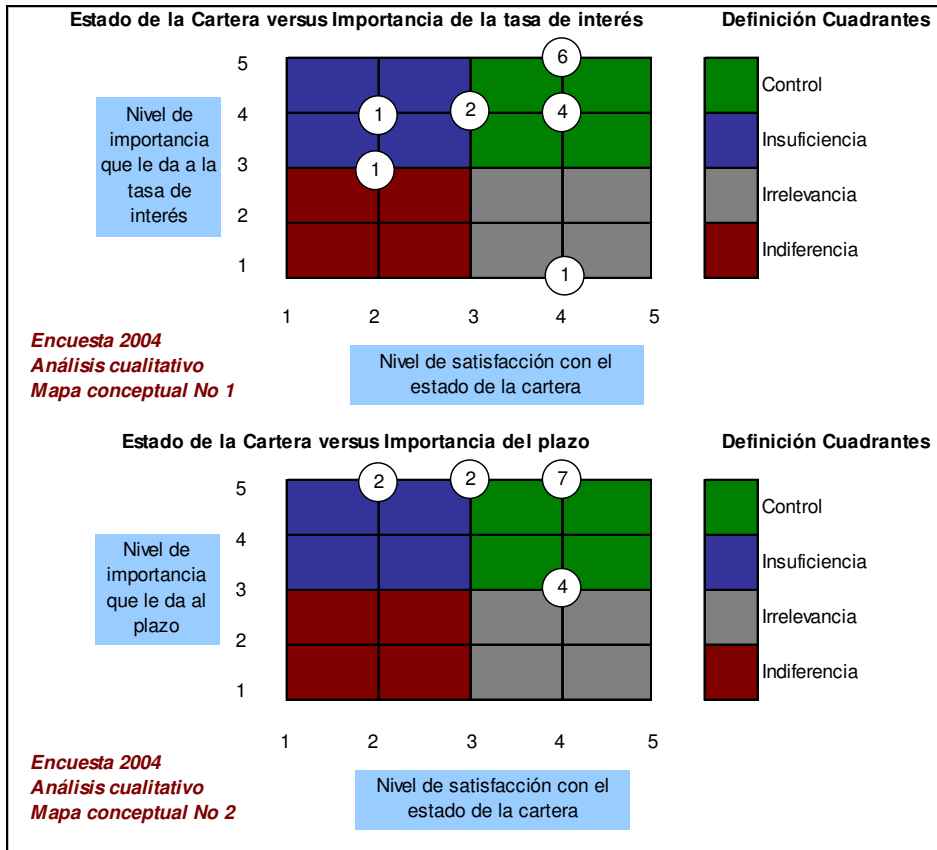 Estado de la Cartera versus Importancia de la tasa de interés
Definición Cuadrantes
5
4
3
2
1
Nivel de
importancia
que le da a la
tasa de
interés
6
1
2
4
1
1
Control
Insuficiencia
Irrelevancia
Indiferencia
1 2 3 4 5
Encuesta 2004
Análisis cualitativo
Mapa conceptual No 1
Nivel de satisfacción con el
estado de la cartera
Estado de la Cartera versus Importancia del plazo
Definición Cuadrantes
5
4
3
2
1
Nivel de
importancia
que le da al
plazo
2 2 7
4
Control
Insuficiencia
Irrelevancia
Indiferencia
1 2 3 4 5
Encuesta 2004
Análisis cualitativo
Mapa conceptual No 2
Nivel de satisfacción con el
estado de la cartera